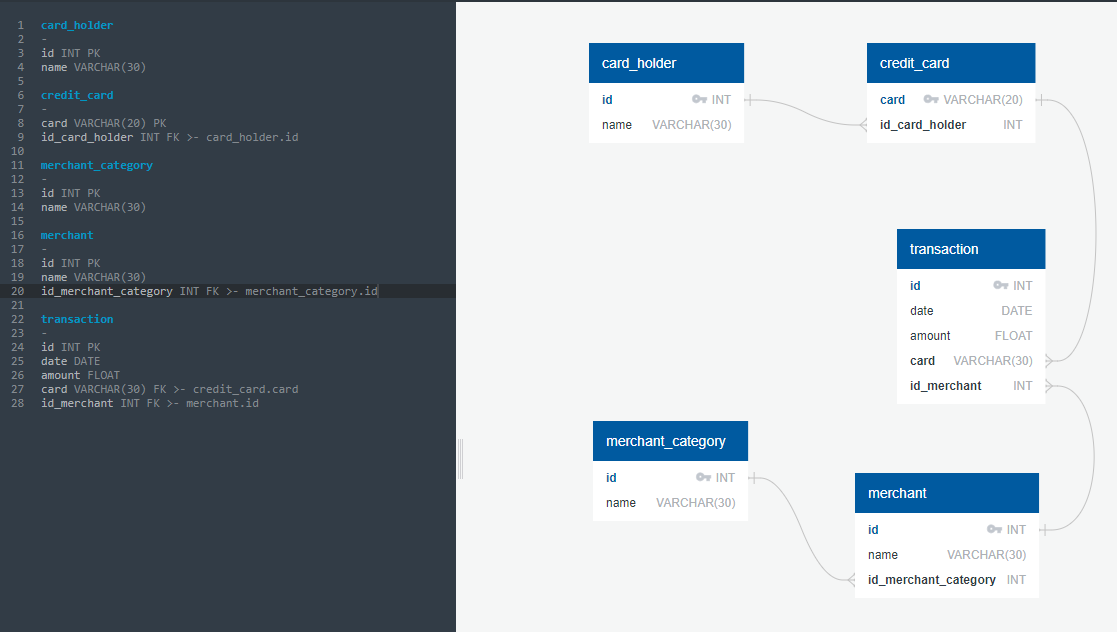 1 card_holder
2 -
3 id INT PK
4 name VARCHAR(30)
5
6 credit_card
7 -
8 card VARCHAR(20) PK
9 id_card_holder INT FK >- card_holder.id
10
11 merchant_category
12 -
13 id INT PK
14 name VARCHAR(30)
15
16 merchant
17 -
18 id INT PK
19 name VARCHAR(30)
20 id_merchant_category INT FK >- merchant_category.id
21
22 transaction
23 -
24 id INT PK
25 date DATE
26 amount FLOAT
27 card VARCHAR(30) FK >- credit_card.card
28 id_merchant INT FK >- merchant.id
card_holder
id INT
name VARCHAR(30)
credit_card
card VARCHAR(20)
id_card_holder INT
transaction
id INT
date DATE
amount FLOAT
card VARCHAR(30)
id_merchant INT
merchant_category
id INT
name VARCHAR(30)
merchant
id INT
name VARCHAR(30)
id_merchant_category INT